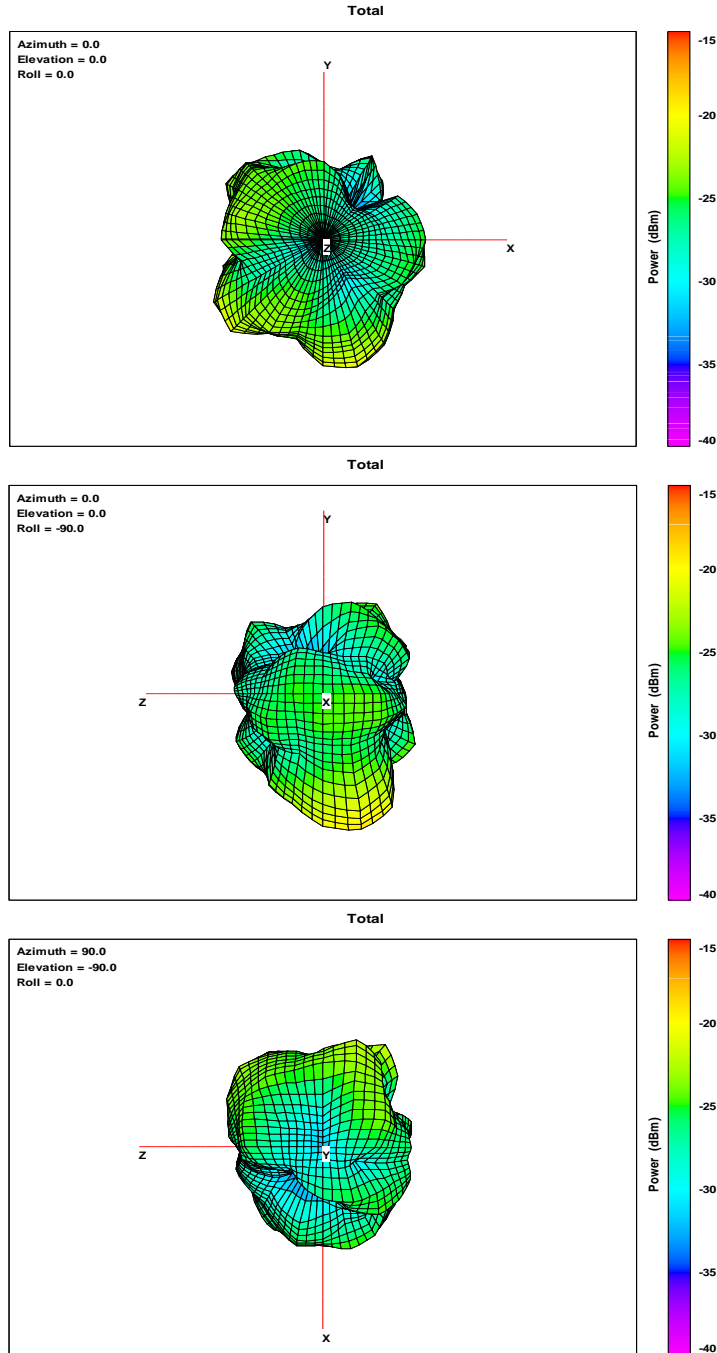 Total
Azimuth = 0.0
Elevation = 0.0
Roll = 0.0
Y
Z
X
-15
-20
-25
-30
-35
-40
Power (dBm)
Total
Azimuth = 0.0
Elevation = 0.0
Roll = -90.0
Y
Z
X
-15
-20
-25
-30
-35
-40
Power (dBm)
Total
Azimuth = 90.0
Elevation = -90.0
Roll = 0.0
Z
Y
X
-15
-20
-25
-30
-35
-40
Power (dBm)